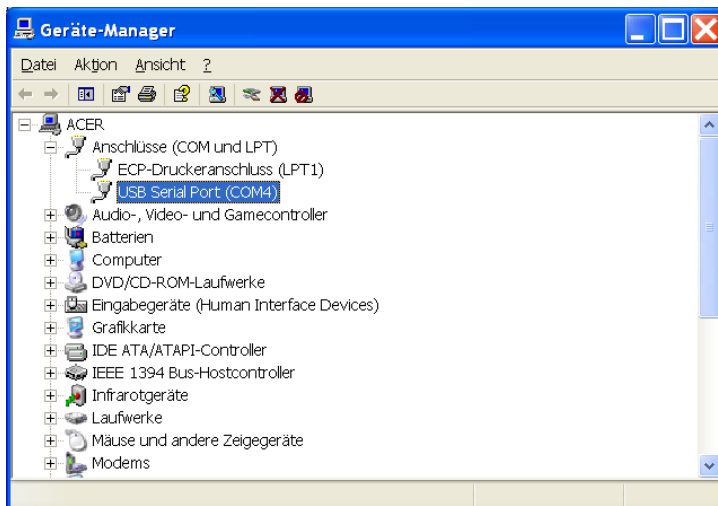 Geräte-Manager
Datei Aktion Ansicht ?
ACER
Anschlüsse (COM und LPT)
ECP-Druckeranschluss (LPT1)
USB Serial Port (COM4)
Audio-, Video- und Gamecontroller
Batterien
Computer
DVD/CD-ROM-Laufwerke
Eingabegeräte (Human Interface Devices)
Grafikkarte
IDE ATA/ATAPI-Controller
IEEE 1394 Bus-Hostcontroller
Infrarotgeräte
Laufwerke
Mäuse und andere Zeigegeräte
Modems